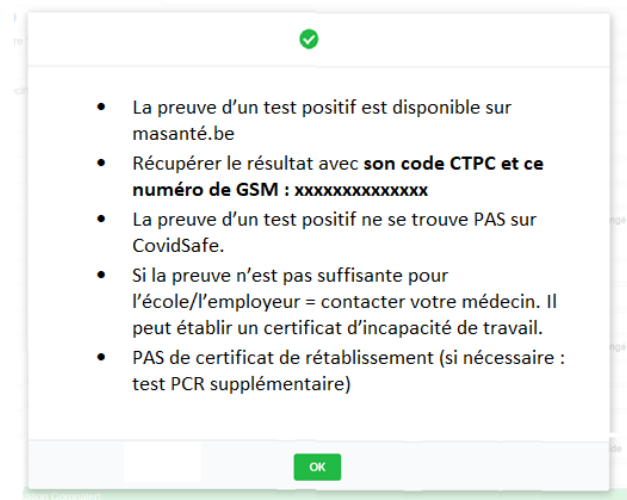 • La preuve d'un test positif est disponible sur
masanté.be
• Récupérer le résultat avec son code CTPC et ce
numéro de GSM : xxxxxxxxxxxxxx
• La preuve d'un test positif ne se trouve PAS sur
CovidSafe.
• Si la preuve n'est pas suffisante pour
l'école/l'employeur = contacter votre médecin. Il
peut établir un certificat d'incapacité de travail.
• PAS de certificat de rétablissement (si nécessaire :
test PCR supplémentaire)
OK